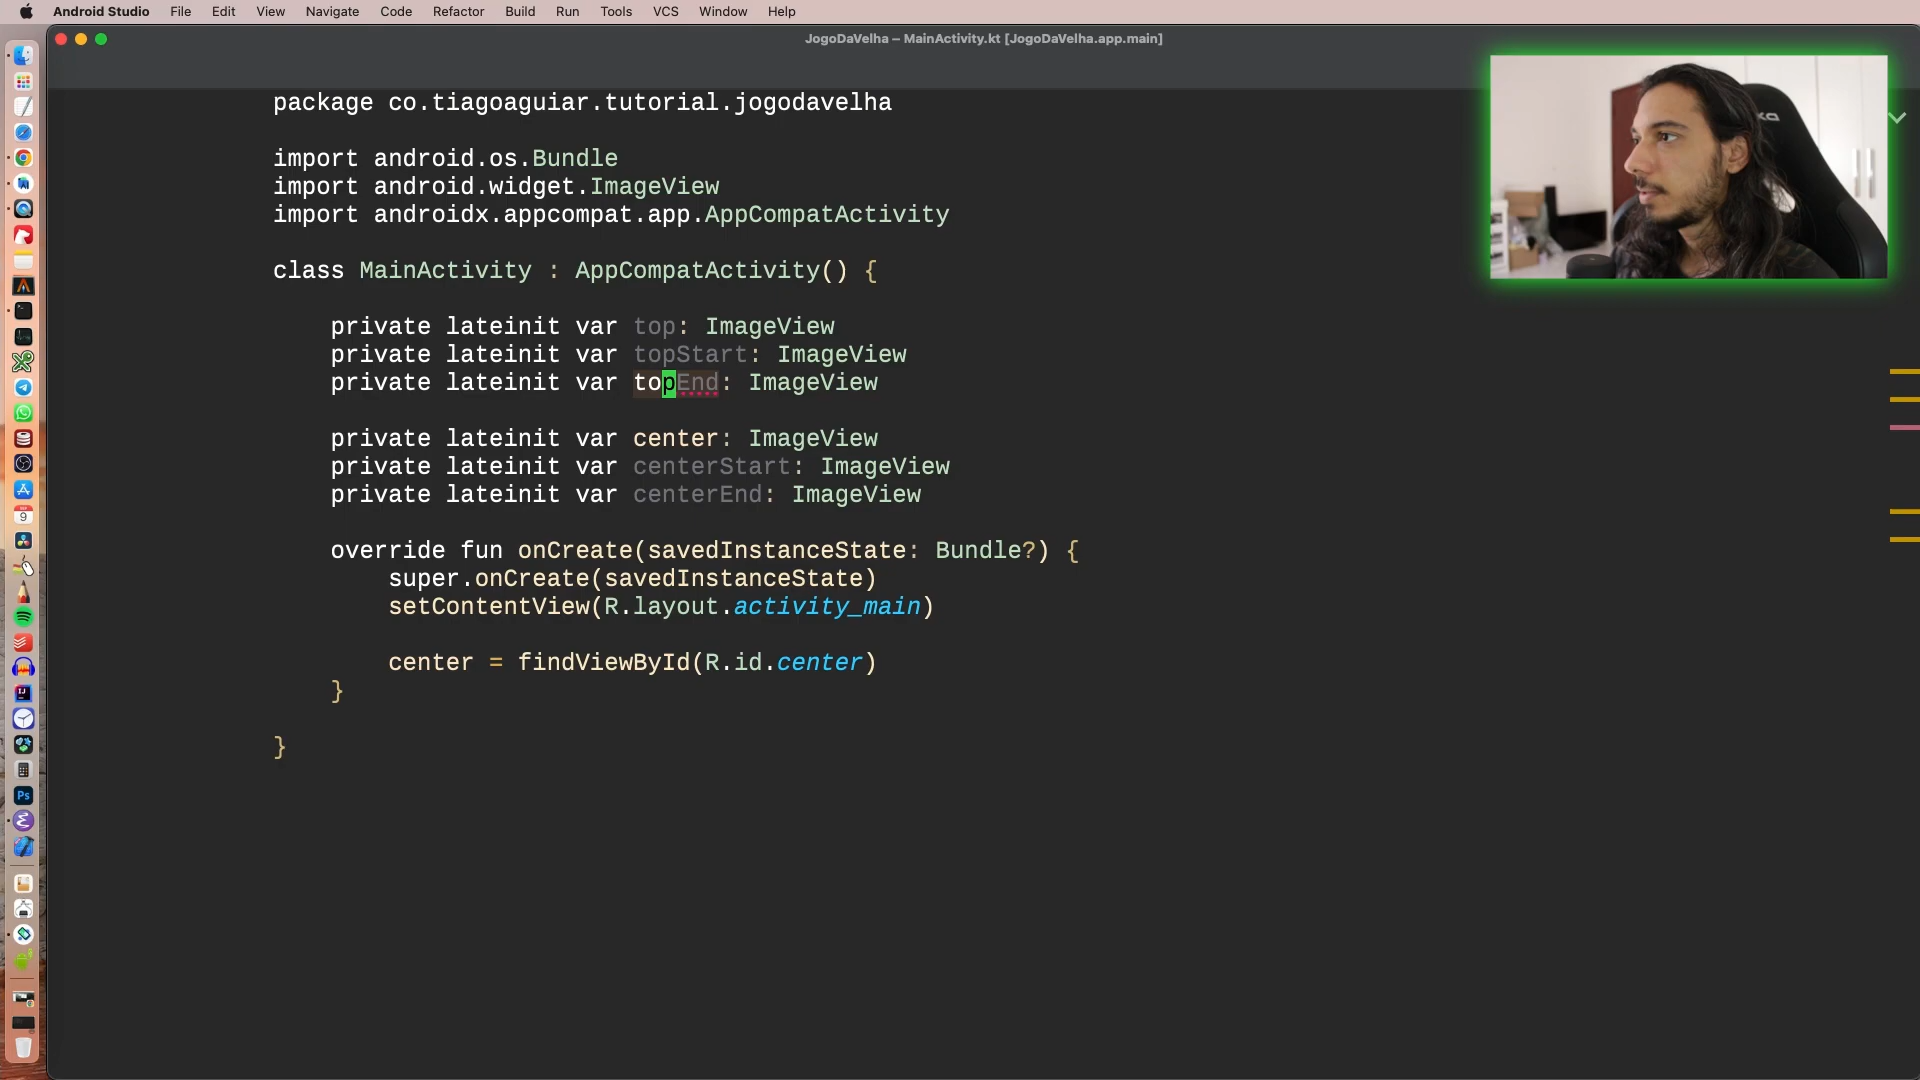 Android Studio File Edit View Navigate Code Refactor Build Run Tools VCS Window Help
JogoDaVelha – MainActivity.kt [JogoDaVelha.app.main]
package co.tiagoaguiar.tutorial.jogodavelha
import android.os.Bundle
import android.widget.ImageView
import androidx.appcompat.app.AppCompatActivity
class MainActivity : AppCompatActivity() {
private lateinit var top: ImageView
private lateinit var topStart: ImageView
private lateinit var topEnd: ImageView
private lateinit var center: ImageView
private lateinit var centerStart: ImageView
private lateinit var centerEnd: ImageView
override fun onCreate(savedInstanceState: Bundle?) {
super.onCreate(savedInstanceState)
setContentView(R.layout.activity_main)
center = findViewById(R.id.center)
}
}
9
Ps